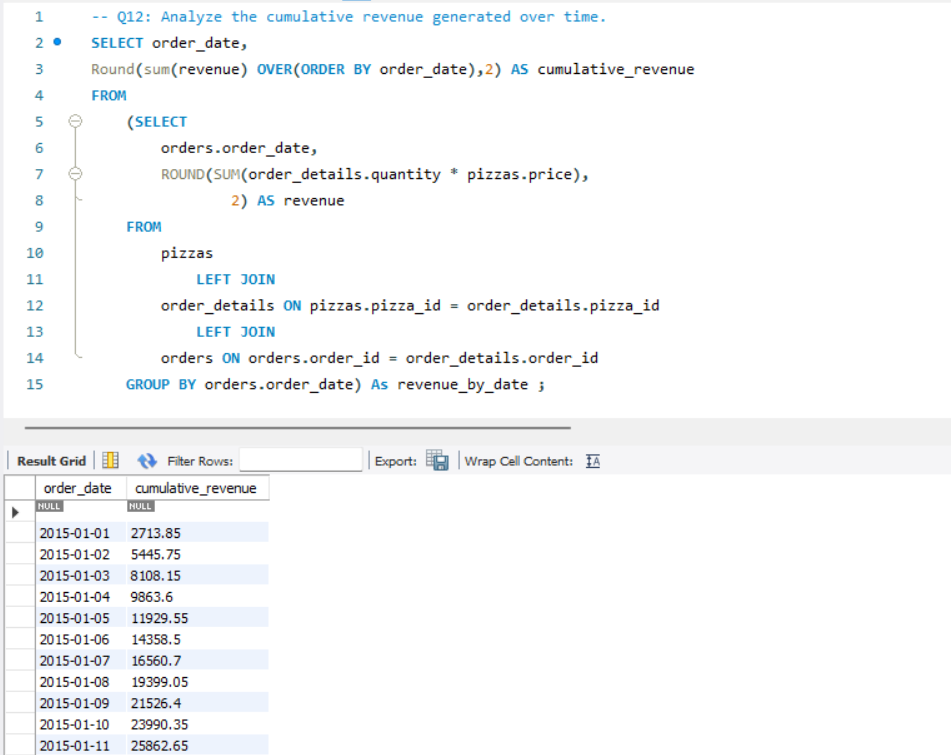 1 -- Q12: Analyze the cumulative revenue generated over time.
2 SELECT order_date,
3 Round(sum(revenue) OVER(ORDER BY order_date),2) AS cumulative_revenue
4 FROM
5 (SELECT
6 orders.order_date,
7 ROUND(SUM(order_details.quantity * pizzas.price),
8 2) AS revenue
9 FROM
10 pizzas
11 LEFT JOIN
12 order_details ON pizzas.pizza_id = order_details.pizza_id
13 LEFT JOIN
14 orders ON orders.order_id = order_details.order_id
15 GROUP BY orders.order_date) As revenue_by_date ;
Result Grid Filter Rows: Export: Wrap Cell Content: IA
order_date cumulative_revenue
NULL NULL
2015-01-01 2713.85
2015-01-02 5445.75
2015-01-03 8108.15
2015-01-04 9863.6
2015-01-05 11929.55
2015-01-06 14358.5
2015-01-07 16560.7
2015-01-08 19399.05
2015-01-09 21526.4
2015-01-10 23990.35
2015-01-11 25862.65